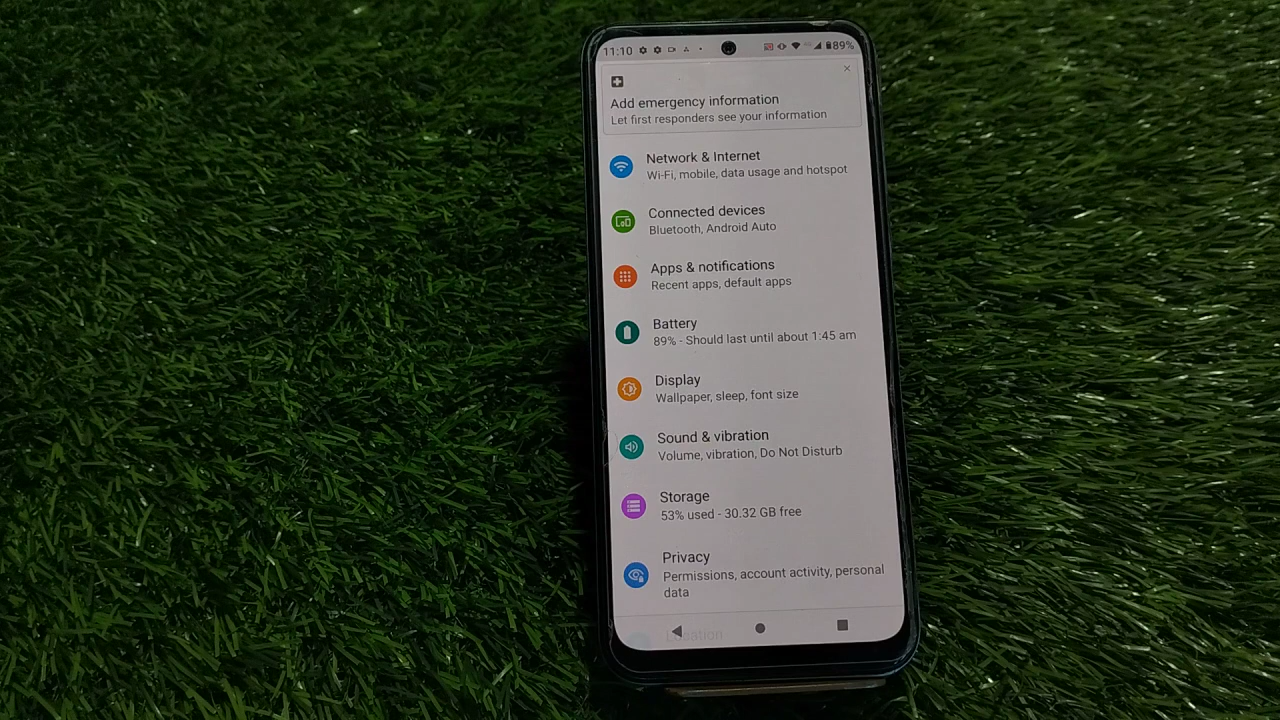 11:10 89%
Add emergency information
Let first responders see your information
Network & Internet
Wi-Fi, mobile, data usage and hotspot
Connected devices
Bluetooth, Android Auto
Apps & notifications
Recent apps, default apps
Battery
89% - Should last until about 1:45 am
Display
Wallpaper, sleep, font size
Sound & vibration
Volume, vibration, Do Not Disturb
Storage
53% used - 30.32 GB free
Privacy
Permissions, account activity, personal
data
Location